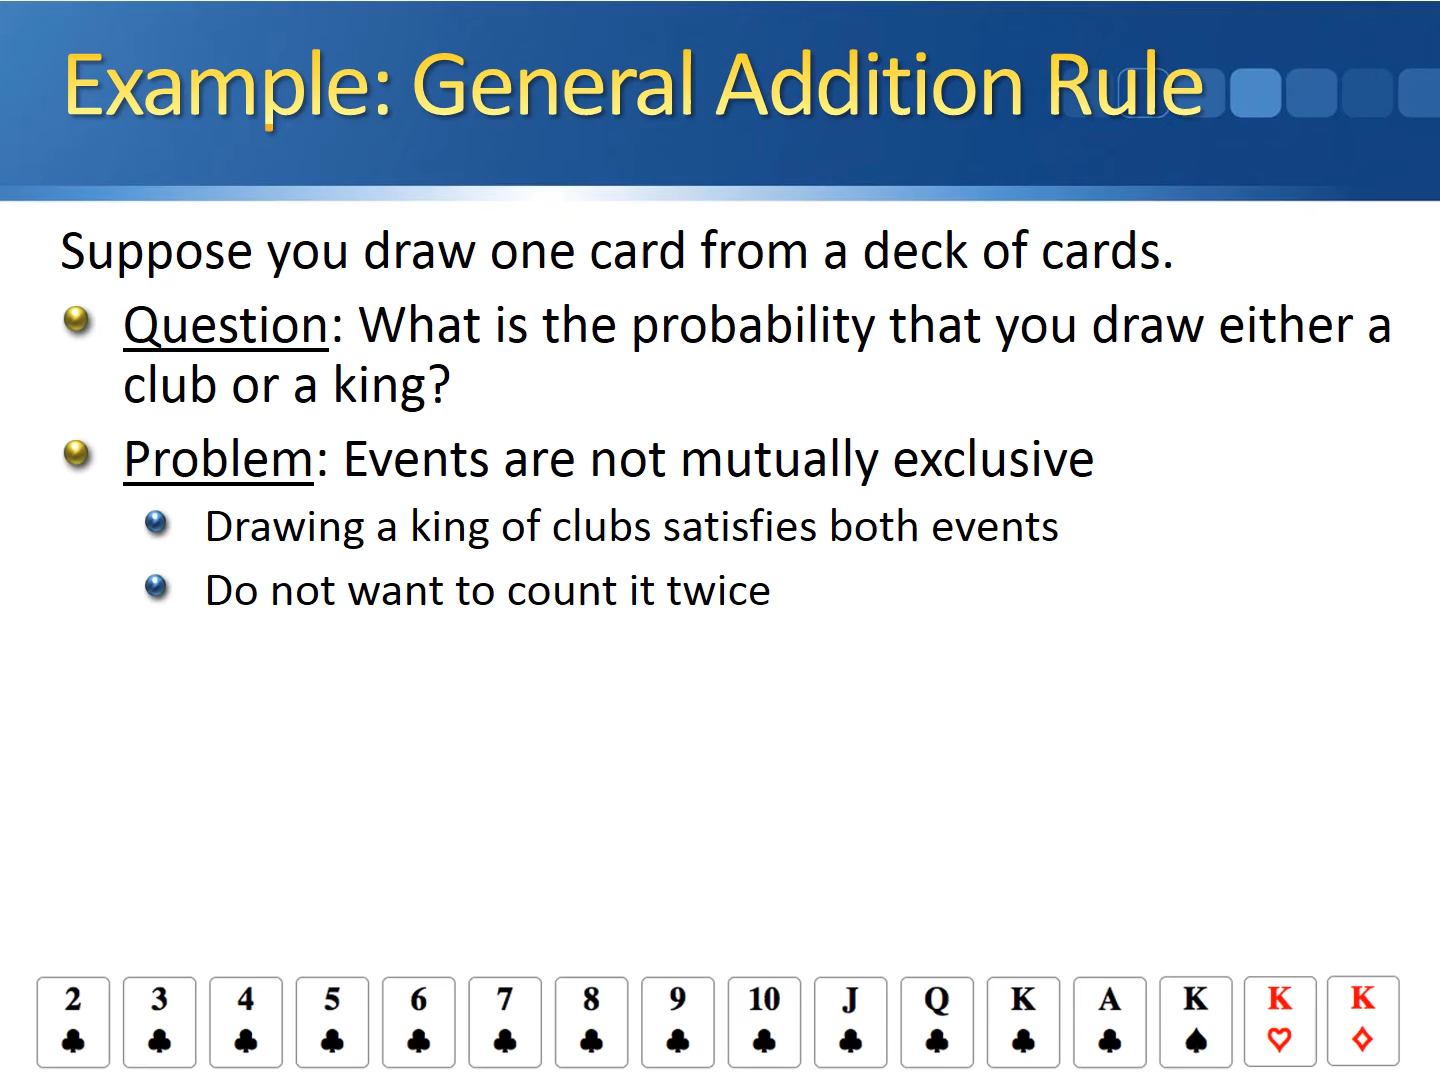 Example: General Addition Rule
Suppose you draw one card from a deck of cards.
Question: What is the probability that you draw either a
club or a king?
Problem: Events are not mutually exclusive
Drawing a king of clubs satisfies both events
Do not want to count it twice
2 3 4 5 6 7 8 9 10 J Q K A K K K
♣ ♣ ♣ ♣ ♣ ♣ ♣ ♣ ♣ ♣ ♣ ♣ ♣ ♠ ♡ ♢